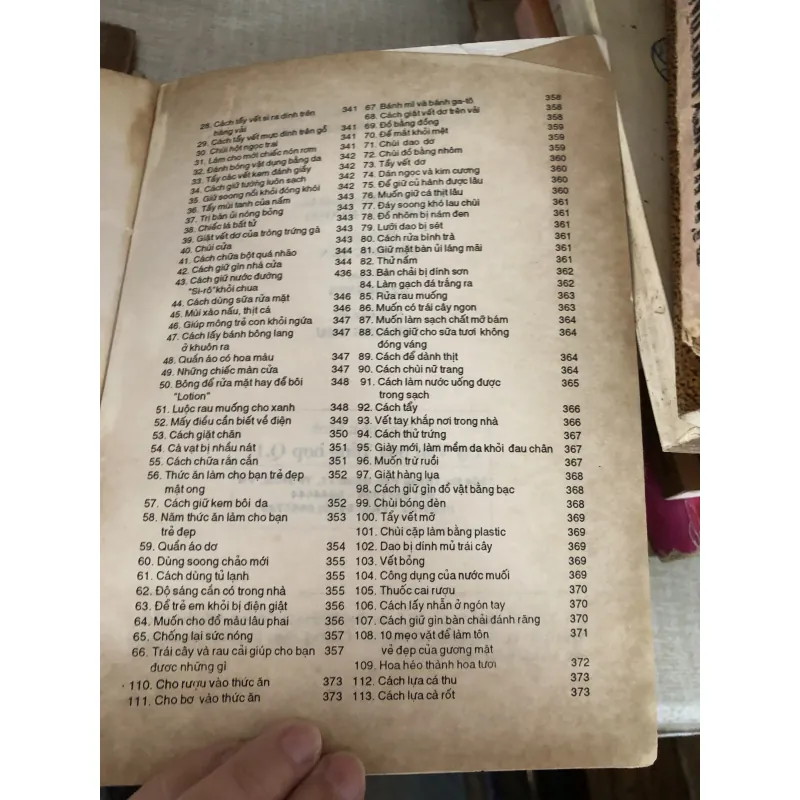 28. Cách tẩy vết si ra dính trên
hàng vải 341
29. Cách tẩy vết mực dính trên gỗ 341
30. Chùi hột ngọc trai 341
31. Làm cho mới chiếc nón rơm 341
32. Đánh bóng vật dụng bằng da 342
33. Tẩy các vết kem đánh giầy 342
34. Cách giữ tường luôn sạch 342
35. Giữ soong nồi khỏi đóng khói 342
36. Tẩy mùi tanh của nấm 343
37. Trị bàn ủi nóng bỏng 343
38. Chiếc lá bất tử 343
39. Giặt vết dơ của tròng trứng gà 343
40. Chùi cửa 344
41. Cách chữa bột quá nhão 344
42. Cách giữ gìn nhà cửa 436
43. Cách giữ nước đường
"Si-rô" khỏi chua
44. Cách dùng sữa rửa mặt 346
45. Mùi xào nấu, thịt cá 346
46. Giúp mông trẻ con khỏi ngứa 347
47. Cách lấy bánh bông lang
ở khuôn ra
48. Quần áo có hoa màu 347
49. Những chiếc màn cửa 347
50. Bông để rửa mặt hay để bôi 348
"Lotion"
51. Luộc rau muống cho xanh 348
52. Mấy điều cần biết về điện 349
53. Cách giặt chăn 350
54. Cà vạt bị nhầu nát 351
55. Cách chữa rắn cắn 351
56. Thức ăn làm cho bạn trẻ đẹp 352
mật ong
57. Cách giữ kem bôi da 352
58. Năm thức ăn làm cho bạn 353
trẻ đẹp
59. Quần áo dơ 354
60. Dùng soong chảo mới 355
61. Cách dùng tủ lạnh 355
62. Độ sáng cần có trong nhà 355
63. Để trẻ em khỏi bị điện giật 356
64. Muốn cho đồ máu lâu phai 356
65. Chống lại sức nóng 357
66. Trái cây và rau cải giúp cho bạn 357
được những gì
110. Cho rượu vào thức ăn 373
111. Cho bơ vào thức ăn 373
67. Bánh mì và bánh ga-tô 358
68. Cách giặt vết dơ trên vải 358
69. Đồ bằng đồng 358
70. Để mắt khỏi mệt 359
71. Chùi dao dơ 359
72. Chùi đồ bằng nhôm 359
73. Tẩy vết dơ 360
74. Dán ngọc và kim cương 360
75. Để giữ củ hành được lâu 360
76. Muốn giữ cá thịt lâu 360
77. Đáy soong khó lau chùi 361
78. Đồ nhôm bị nám đen 361
79. Lưỡi dao bị sét 361
80. Cách rửa bình trà 361
81. Giữ mặt bàn ủi láng mãi 361
82. Thử nấm 361
83. Bàn chải bị dính sơn 362
84. Làm gạch đá trắng ra 362
85. Rửa rau muống 363
86. Muốn có trái cây ngon 363
87. Muốn làm sạch chất mỡ bám 364
88. Cách giữ cho sữa tươi không 364
đóng váng
89. Cách để dành thịt 364
90. Cách chùi nữ trang 364
91. Cách làm nước uống được 365
trong sạch
92. Cách tẩy 366
93. Vết tay khắp nơi trong nhà 366
94. Cách thử trứng 367
95. Giày mới, làm mềm da khỏi đau chân 367
96. Muốn trừ ruồi 367
97. Giặt hàng lụa 368
98. Cách giữ gìn đồ vật bằng bạc 368
99. Chùi bóng đèn 368
100. Tẩy vết mở 369
101. Chùi cặp làm bằng plastic 369
102. Dao bị dính mủ trái cây 369
103. Vết bỏng 369
104. Công dụng của nước muối 369
105. Thuốc cai rượu 370
106. Cách lấy nhẫn ở ngón tay 370
107. Cách giữ gìn bàn chải đánh răng 370
108. 10 mẹo vặt để làm tôn 371
vẻ đẹp của gương mặt
109. Hoa héo thành hoa tươi 372
112. Cách lựa cá thu 373
113. Cách lựa cà rốt 373